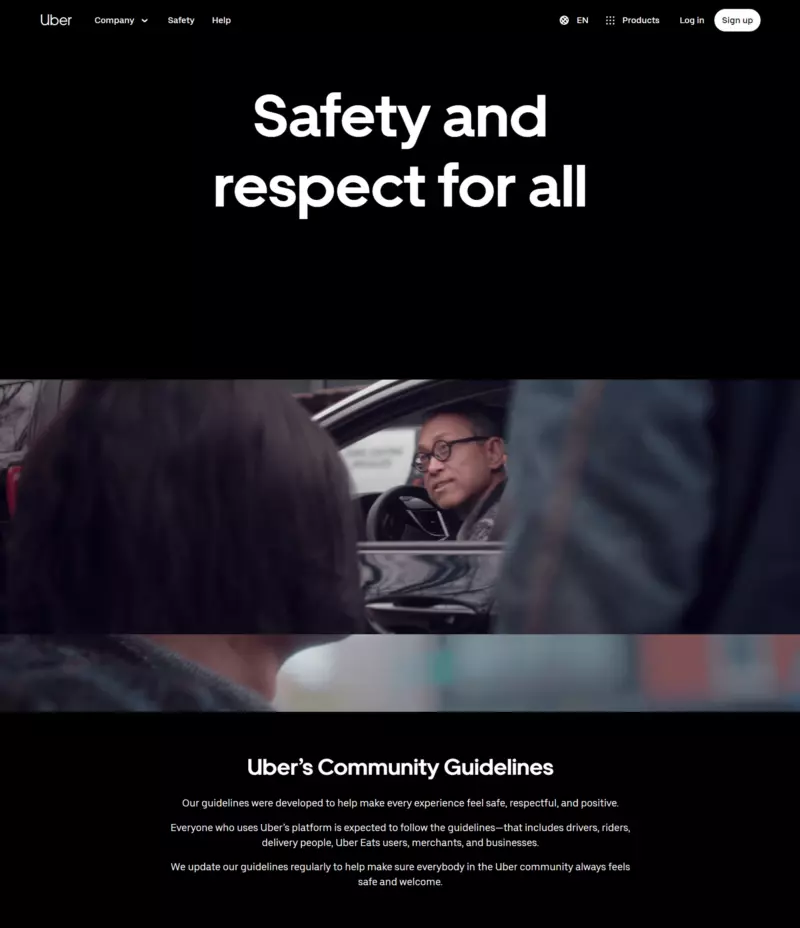 Uber
Company
Safety
Help
EN
Products
Log in
Sign up
Safety and
respect for all
Uber’s Community Guidelines
Our guidelines were developed to help make every experience feel safe, respectful, and positive.
Everyone who uses Uber’s platform is expected to follow the guidelines—that includes drivers, riders,
delivery people, Uber Eats users, merchants, and businesses.
We update our guidelines regularly to help make sure everybody in the Uber community always feels
safe and welcome.